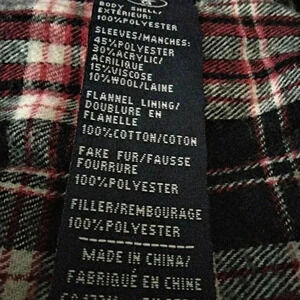 BODY SHELL/
EXTÉRIEUR:
100% POLYESTER
SLEEVES/MANCHES:
45% POLYESTER
30% ACRYLIC/
ACRILIQUE
15% VISCOSE
10% WOOL/LAINE
FLANNEL LINING/
DOUBLURE EN
FLANELLE
100% COTTON/COTON
FAKE FUR/FAUSSE
FOURRURE
100% POLYESTER
FILLER/REMBOURAGE
100% POLYESTER
MADE IN CHINA/
FABRIQUÉ EN CHINE